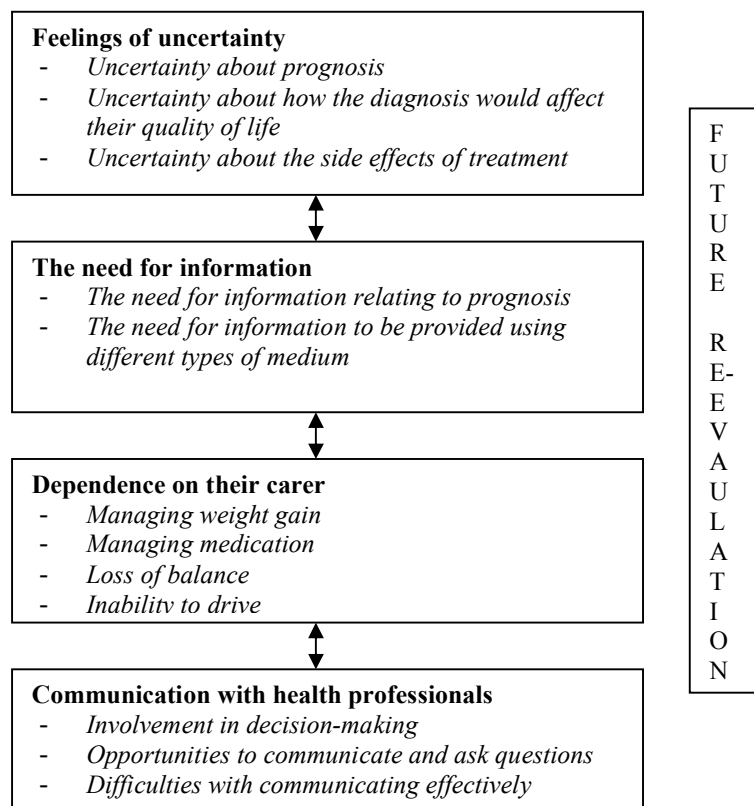 Feelings of uncertainty
- Uncertainty about prognosis
- Uncertainty about how the diagnosis would affect
their quality of life
- Uncertainty about the side effects of treatment
The need for information
- The need for information relating to prognosis
- The need for information to be provided using
different types of medium
Dependence on their carer
- Managing weight gain
- Managing medication
- Loss of balance
- Inability to drive
Communication with health professionals
- Involvement in decision-making
- Opportunities to communicate and ask questions
- Difficulties with communicating effectively
F
U
T
U
R
E
R
E-
E
V
A
U
L
A
T
I
O
N